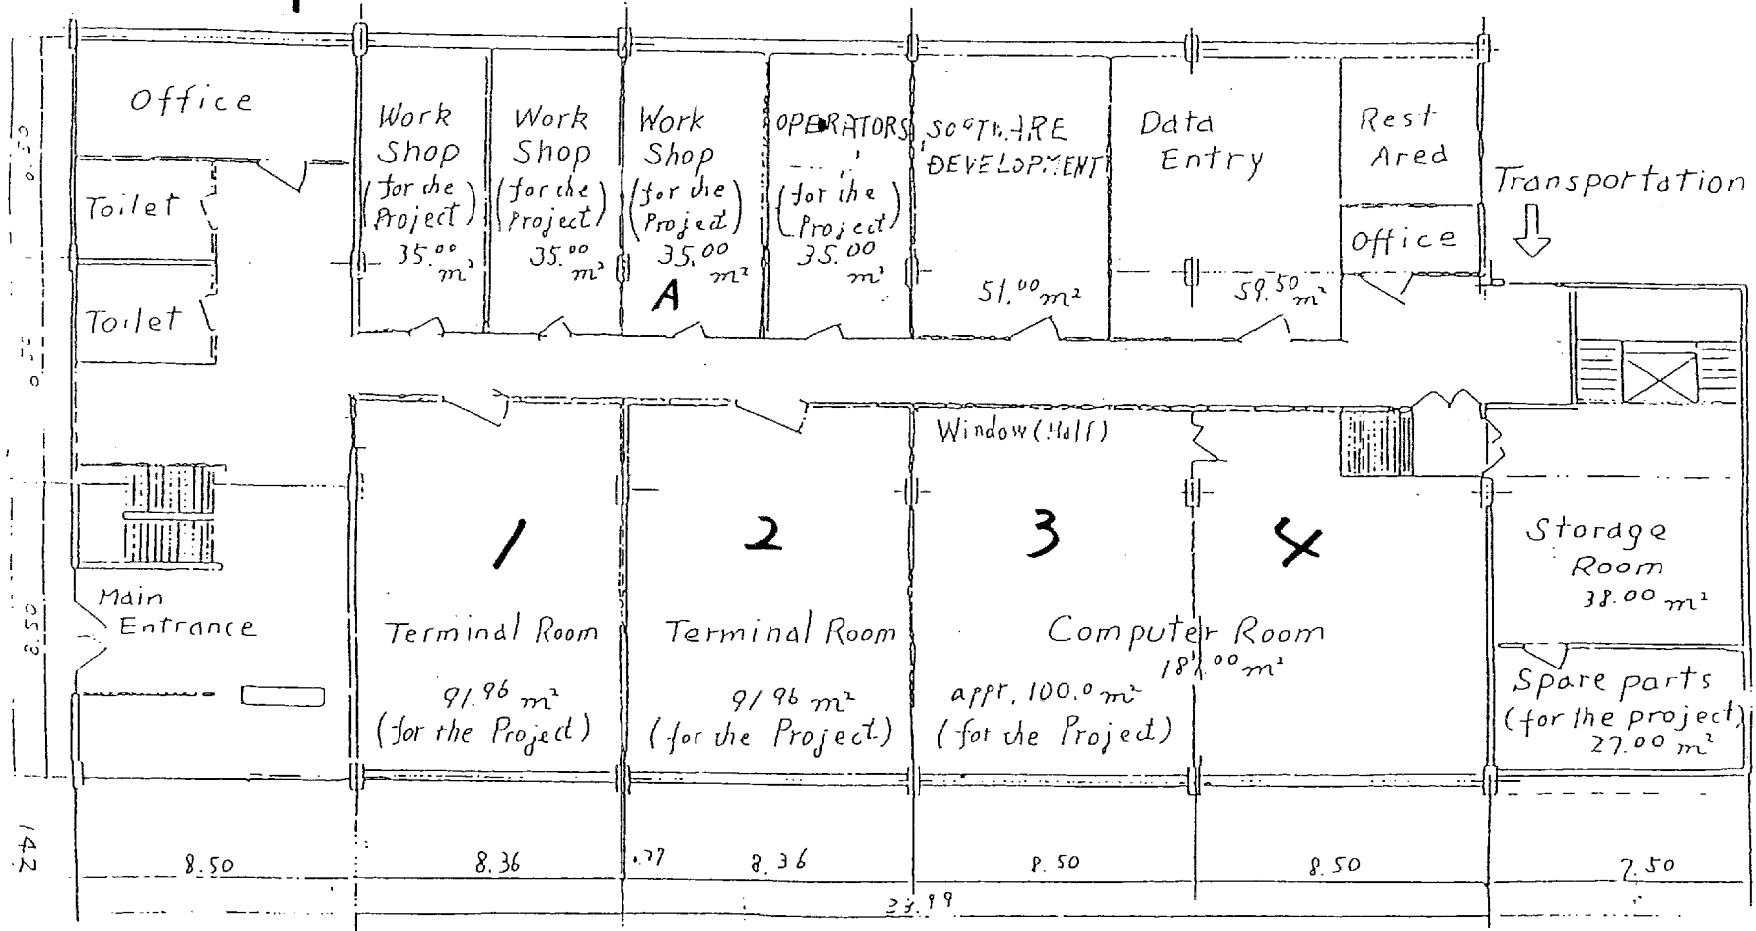 Office
Toilet
Toilet
Work
Shop
(for the
Project)
35.00
m²
Work
Shop
(for the
Project)
35.00
m²
Work
Shop
(for the
Project)
35.00
m²
A
OPERATORS
(for the
Project)
35.00
m²
DEVELOPMENT
51.00 m²
Data
Entry
59.50 m²
Rest
Area
Office
Transportation
Main
Entrance
1
Terminal Room
91.96 m²
(for the Project)
2
Terminal Room
91 96 m²
(for the Project)
Window (Half)
3
4
Computer Room
appr. 100.0 m²
(for the Project)
Storage
Room
38.00 m²
Spare parts
(for the project)
27.00 m²
8.50
8.36
8.36
8.50
8.50
7.50
142